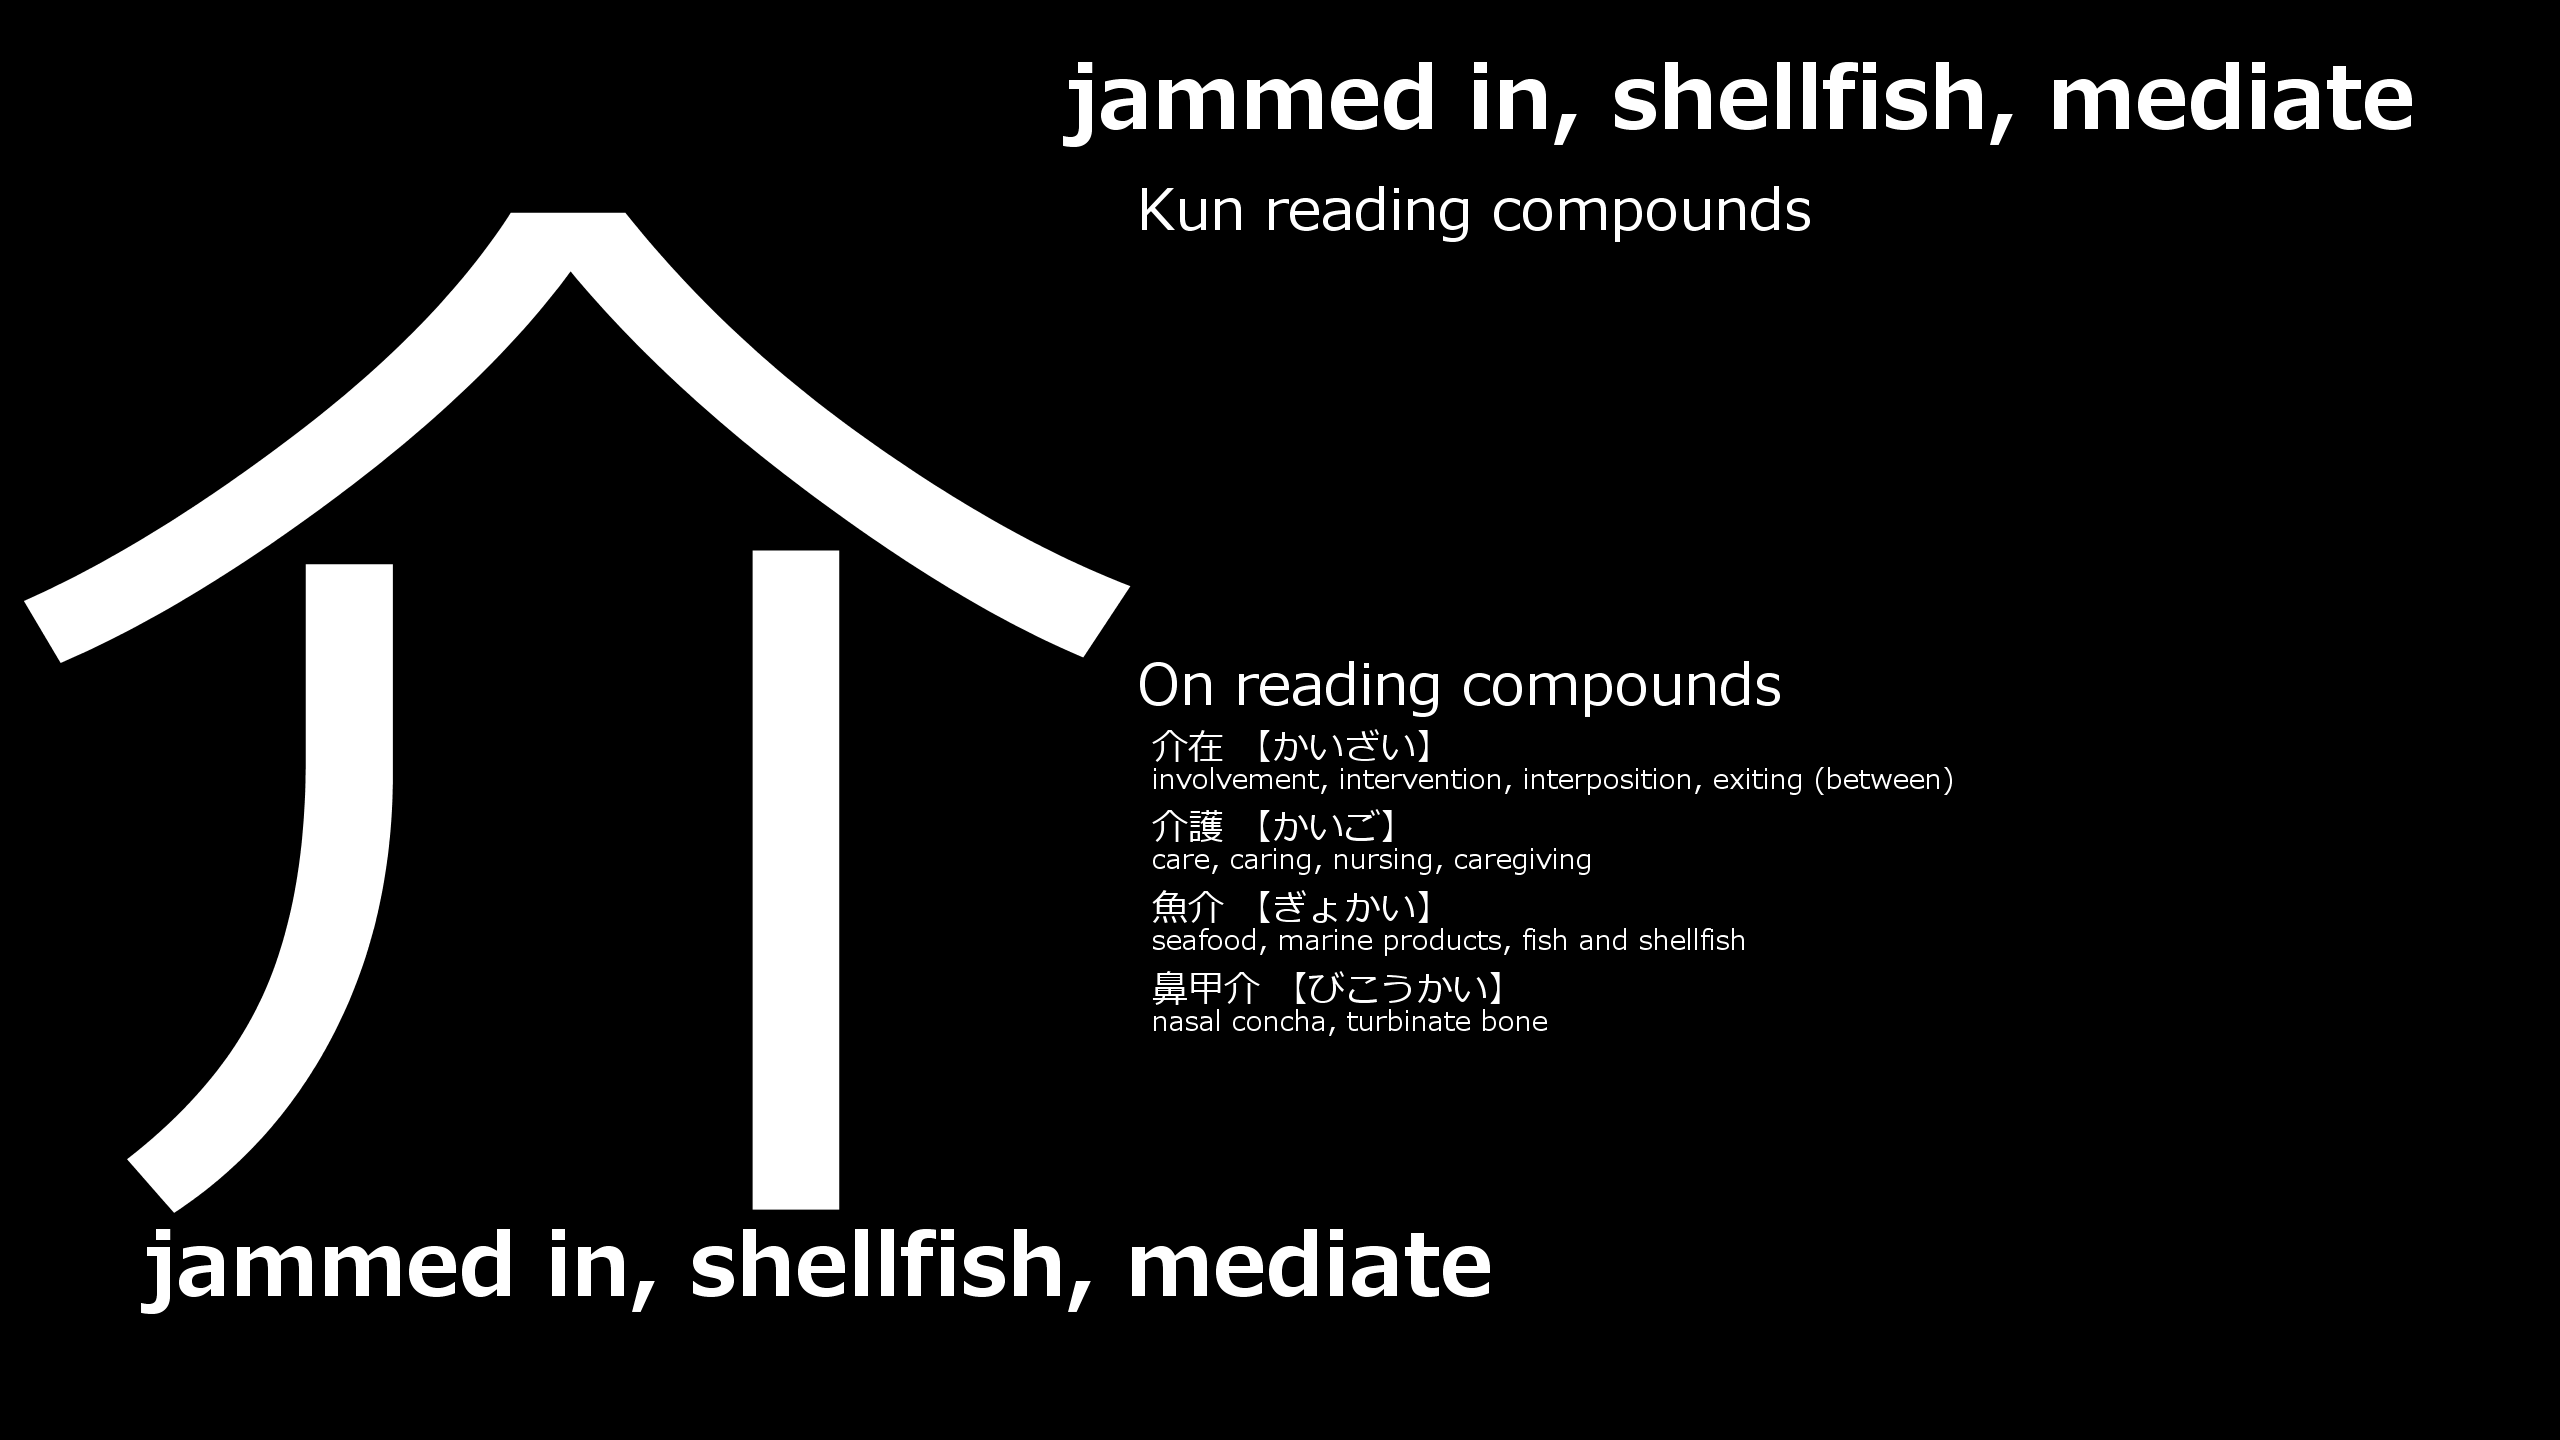 jammed in, shellfish, mediate
Kun reading compounds
介
On reading compounds
介在 【かいざい】
involvement, intervention, interposition, exiting (between)
介護 【かいご】
care, caring, nursing, caregiving
魚介 【ぎょかい】
seafood, marine products, fish and shellfish
鼻甲介 【びこうかい】
nasal concha, turbinate bone
jammed in, shellfish, mediate